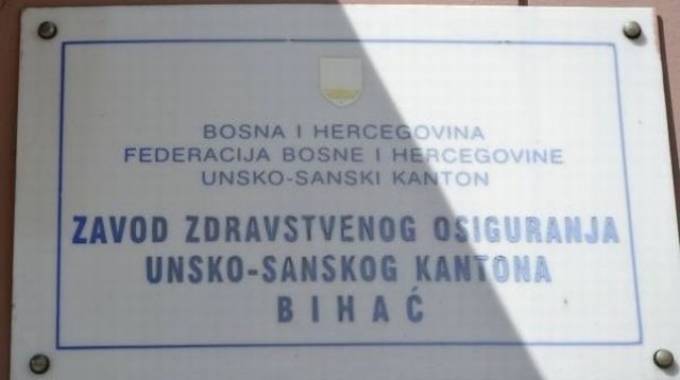 BOSNA I HERCEGOVINA
FEDERACIJA BOSNE I HERCEGOVINE
UNSKO-SANSKI KANTON
ZAVOD ZDRAVSTVENOG OSIGURANJA
UNSKO-SANSKOG KANTONA
BIHAĆ